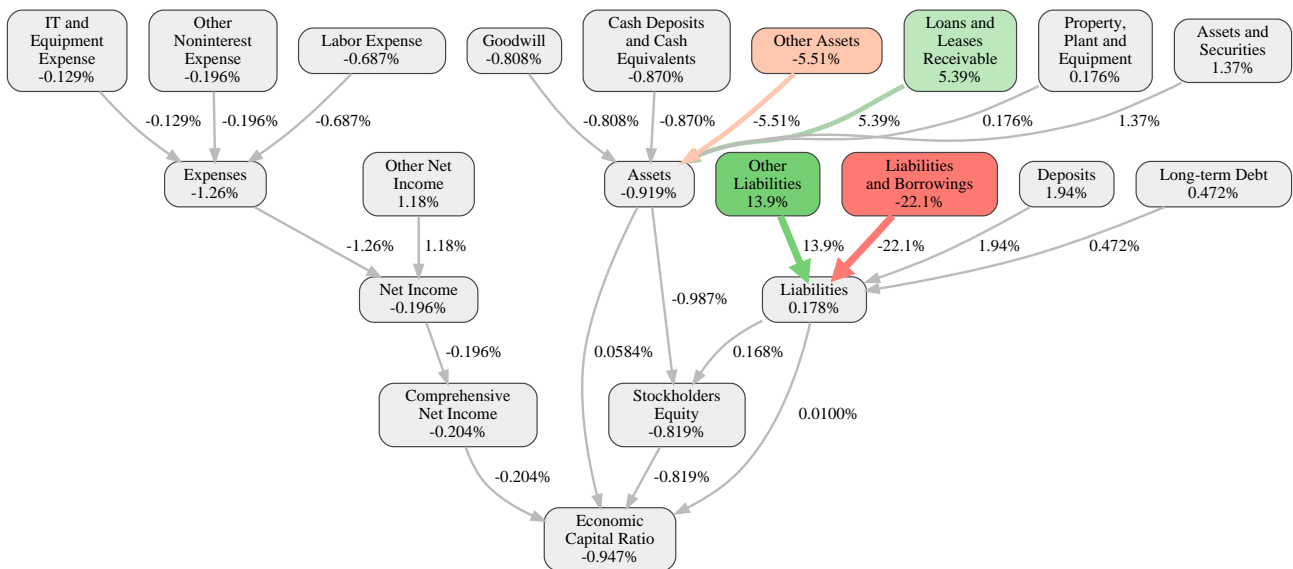 IT and
Equipment
Expense
-0.129%
Other
Noninterest
Expense
-0.196%
Labor Expense
-0.687%
Goodwill
-0.808%
Cash Deposits
and Cash
Equivalents
-0.870%
Other Assets
-5.51%
Loans and
Leases
Receivable
5.39%
Property,
Plant and
Equipment
0.176%
Assets and
Securities
1.37%
-0.129%
-0.196%
-0.687%
-0.808%
-0.870%
-5.51%
5.39%
0.176%
1.37%
Expenses
-1.26%
Other Net
Income
1.18%
Assets
-0.919%
Other
Liabilities
13.9%
Liabilities
and Borrowings
-22.1%
Deposits
1.94%
Long-term Debt
0.472%
-1.26%
1.18%
13.9%
-22.1%
1.94%
0.472%
Net Income
-0.196%
-0.987%
Liabilities
0.178%
-0.196%
0.0584%
0.168%
Comprehensive
Net Income
-0.204%
Stockholders
Equity
-0.819%
0.0100%
-0.204%
-0.819%
Economic
Capital Ratio
-0.947%